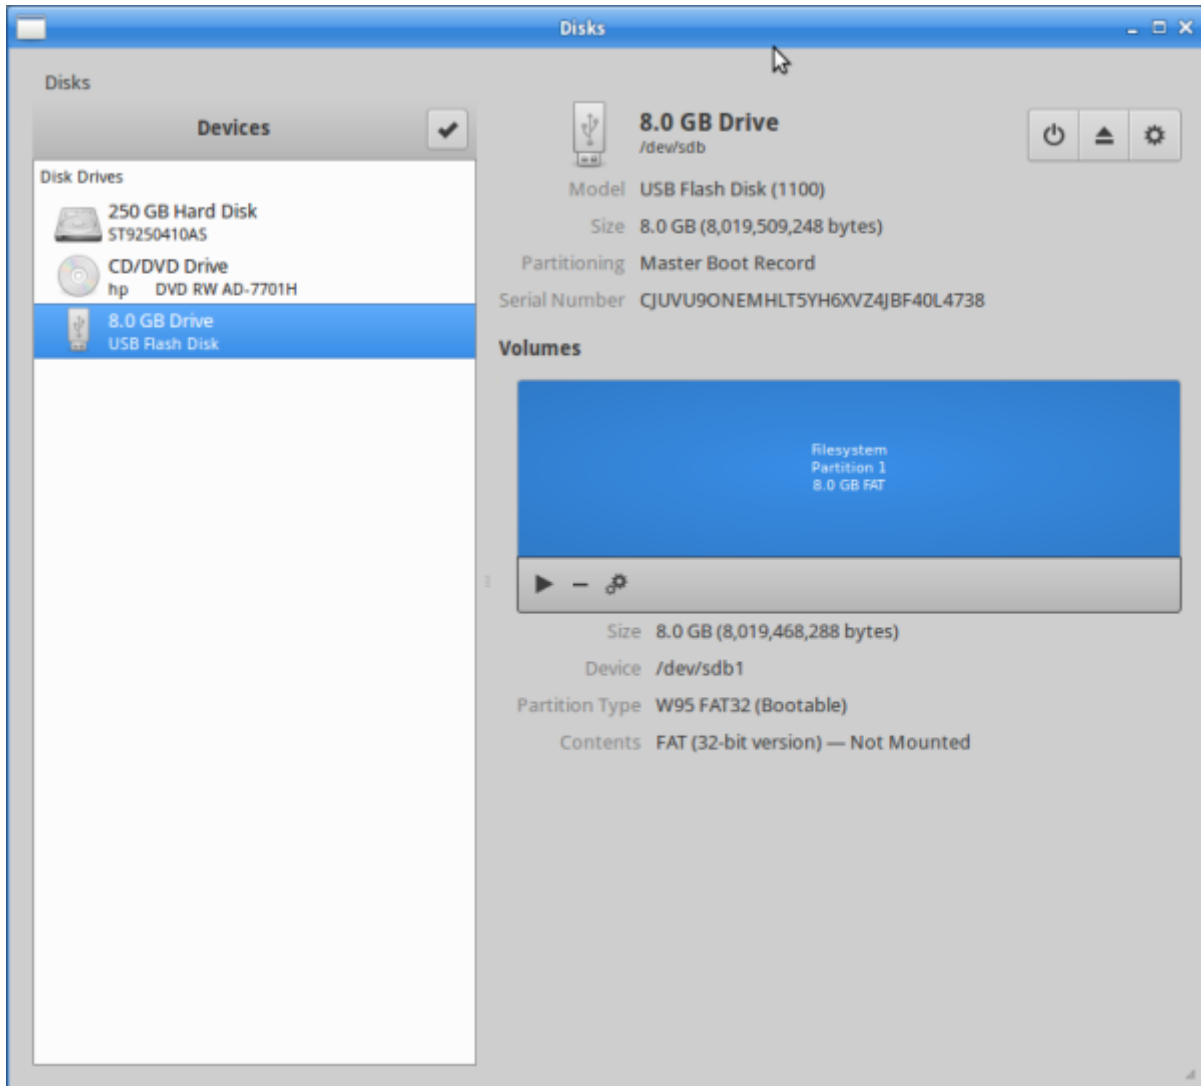 Disks
Disks
Devices
Disk Drives
250 GB Hard Disk
ST9250410AS
CD/DVD Drive
hp DVD RW AD-7701H
8.0 GB Drive
USB Flash Disk
8.0 GB Drive
/dev/sdb
Model USB Flash Disk (1100)
Size 8.0 GB (8,019,509,248 bytes)
Partitioning Master Boot Record
Serial Number CJUVU9ONEMHLT5YH6XVZ4JBF40L4738
Volumes
Filesystem
Partition 1
8.0 GB FAT
Size 8.0 GB (8,019,468,288 bytes)
Device /dev/sdb1
Partition Type W95 FAT32 (Bootable)
Contents FAT (32-bit version) — Not Mounted